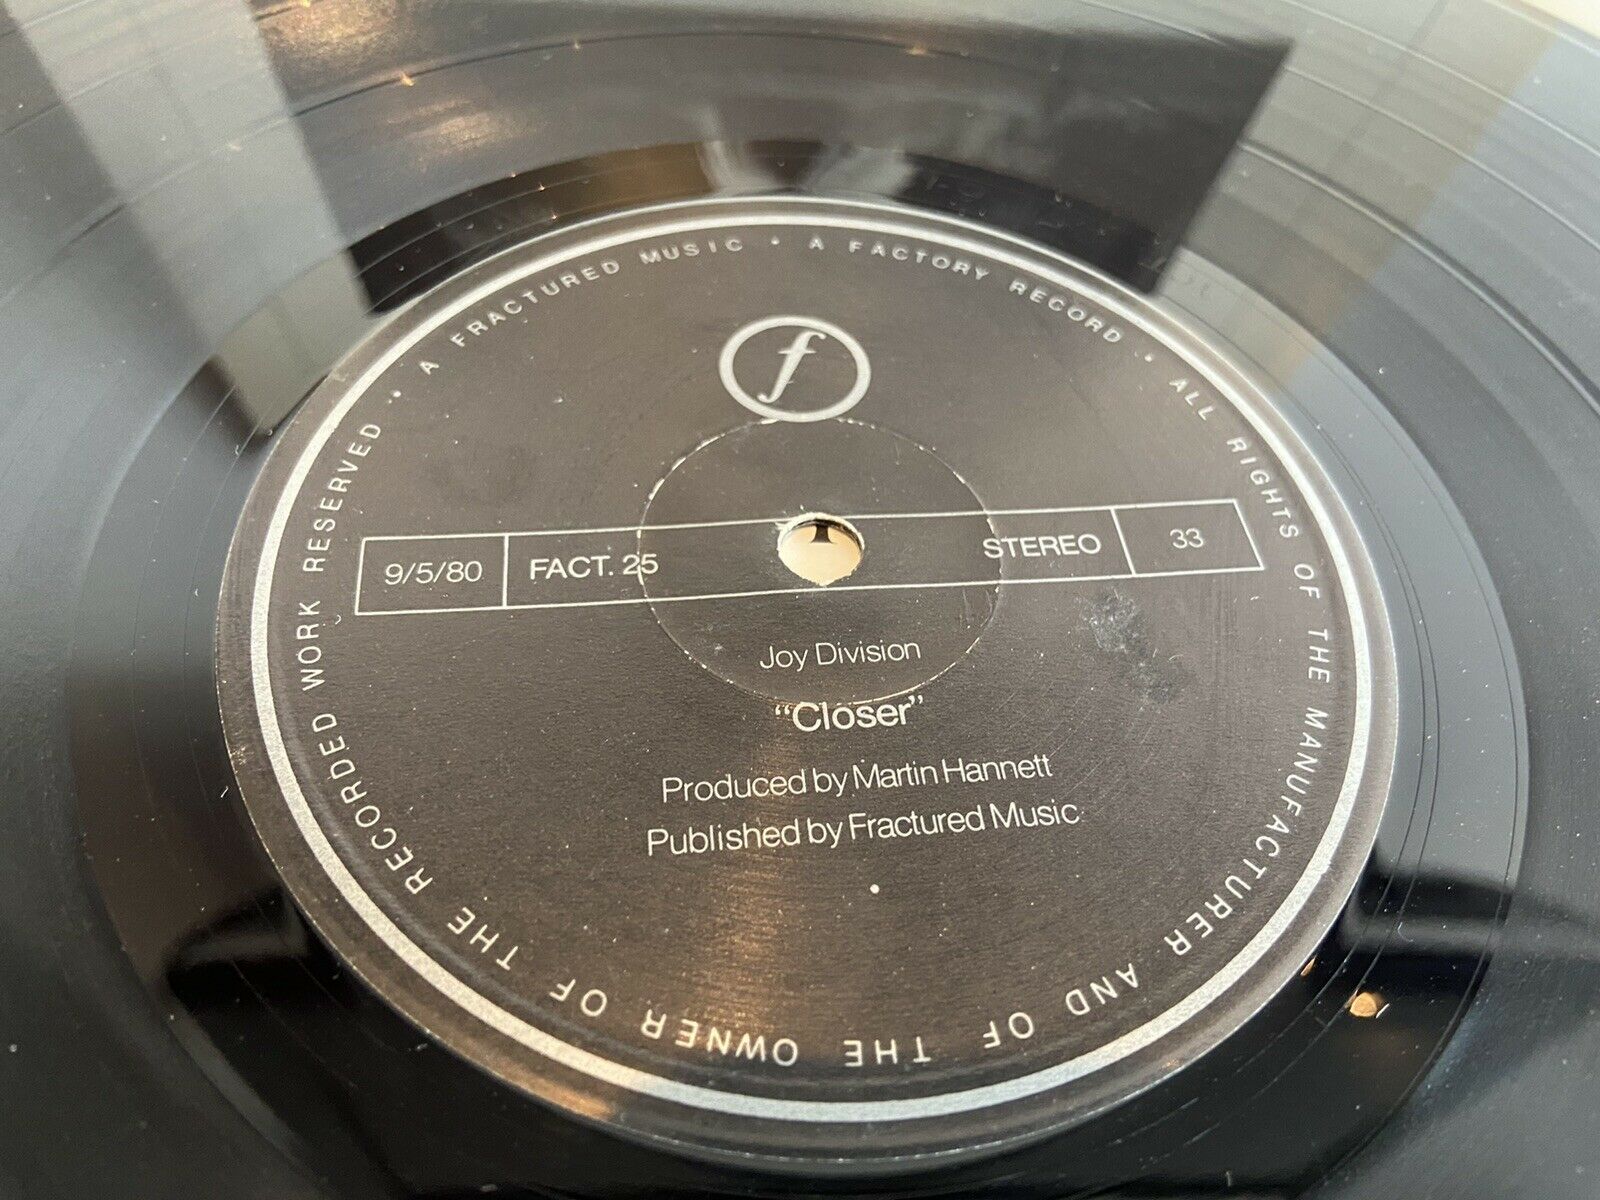 A FRACTURED MUSIC · A FACTORY RECORD · ALL RIGHTS OF THE MANUFACTURER AND OF THE OWNER OF THE RECORDED WORK RESERVED ·
f
9/5/80 FACT. 25 STEREO 33
Joy Division
“Closer”
Produced by Martin Hannett
Published by Fractured Music